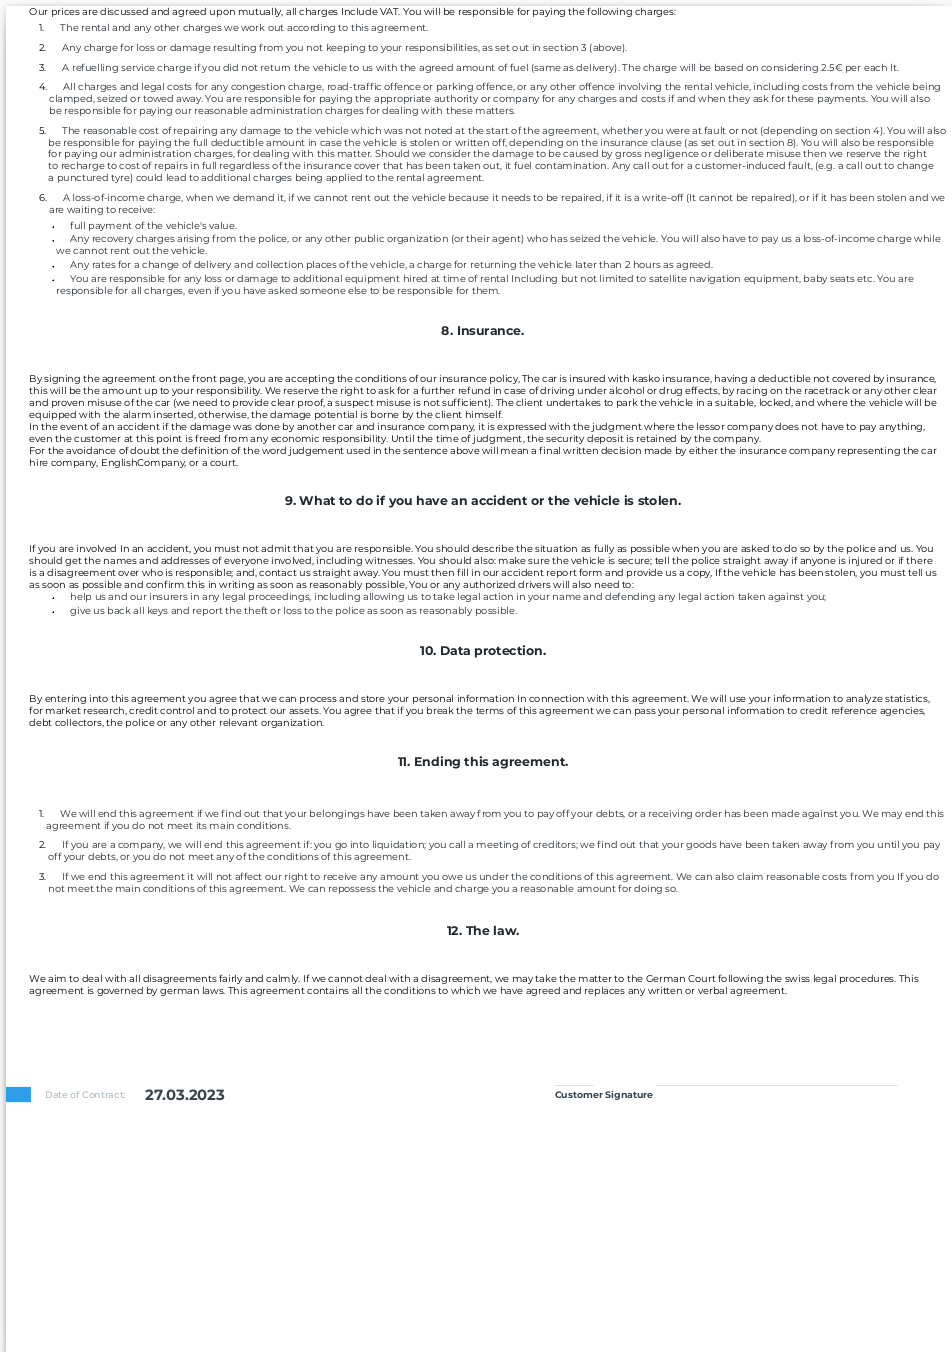 Our prices are discussed and agreed upon mutually, all charges Include VAT. You will be responsible for paying the following charges:
1. The rental and any other charges we work out according to this agreement.
2. Any charge for loss or damage resulting from you not keeping to your responsibilities, as set out in section 3 (above).
3. A refuelling service charge if you did not return the vehicle to us with the agreed amount of fuel (same as delivery). The charge will be based on considering 2.5€ per each lt.
4. All charges and legal costs for any congestion charge, road-traffic offence or parking offence, or any other offence involving the rental vehicle, including costs from the vehicle being
clamped, seized or towed away. You are responsible for paying the appropriate authority or company for any charges and costs if and when they ask for these payments. You will also
be responsible for paying our reasonable administration charges for dealing with these matters.
5. The reasonable cost of repairing any damage to the vehicle which was not noted at the start of the agreement, whether you were at fault or not (depending on section 4). You will also
be responsible for paying the full deductible amount in case the vehicle is stolen or written off, depending on the insurance clause (as set out in section 8). You will also be responsible
for paying our administration charges, for dealing with this matter. Should we consider the damage to be caused by gross negligence or deliberate misuse then we reserve the right
to recharge to cost of repairs in full regardless of the insurance cover that has been taken out, it fuel contamination. Any call out for a customer-induced fault, (e.g. a call out to change
a punctured tyre) could lead to additional charges being applied to the rental agreement.
6. A loss-of-income charge, when we demand it, if we cannot rent out the vehicle because it needs to be repaired, if it is a write-off (It cannot be repaired), or if it has been stolen and we
are waiting to receive:
• full payment of the vehicle's value.
• Any recovery charges arising from the police, or any other public organization (or their agent) who has seized the vehicle. You will also have to pay us a loss-of-income charge while
we cannot rent out the vehicle.
• Any rates for a change of delivery and collection places of the vehicle, a charge for returning the vehicle later than 2 hours as agreed.
• You are responsible for any loss or damage to additional equipment hired at time of rental Including but not limited to satellite navigation equipment, baby seats etc. You are
responsible for all charges, even if you have asked someone else to be responsible for them.
8. Insurance.
By signing the agreement on the front page, you are accepting the conditions of our insurance policy, The car is insured with kasko insurance, having a deductible not covered by insurance,
this will be the amount up to your responsibility. We reserve the right to ask for a further refund in case of driving under alcohol or drug effects, by racing on the racetrack or any other clear
and proven misuse of the car (we need to provide clear proof, a suspect misuse is not sufficient). The client undertakes to park the vehicle in a suitable, locked, and where the vehicle will be
equipped with the alarm inserted, otherwise, the damage potential is borne by the client himself.
In the event of an accident if the damage was done by another car and insurance company, it is expressed with the judgment where the lessor company does not have to pay anything,
even the customer at this point is freed from any economic responsibility. Until the time of judgment, the security deposit is retained by the company.
For the avoidance of doubt the definition of the word judgement used in the sentence above will mean a final written decision made by either the insurance company representing the car
hire company, EnglishCompany, or a court.
9. What to do if you have an accident or the vehicle is stolen.
If you are involved In an accident, you must not admit that you are responsible. You should describe the situation as fully as possible when you are asked to do so by the police and us. You
should get the names and addresses of everyone involved, including witnesses. You should also: make sure the vehicle is secure; tell the police straight away if anyone is injured or if there
is a disagreement over who is responsible; and, contact us straight away. You must then fill in our accident report form and provide us a copy, If the vehicle has been stolen, you must tell us
as soon as possible and confirm this in writing as soon as reasonably possible, You or any authorized drivers will also need to:
• help us and our insurers in any legal proceedings, including allowing us to take legal action in your name and defending any legal action taken against you;
• give us back all keys and report the theft or loss to the police as soon as reasonably possible.
10. Data protection.
By entering into this agreement you agree that we can process and store your personal information In connection with this agreement. We will use your information to analyze statistics,
for market research, credit control and to protect our assets. You agree that if you break the terms of this agreement we can pass your personal information to credit reference agencies,
debt collectors, the police or any other relevant organization.
11. Ending this agreement.
1. We will end this agreement if we find out that your belongings have been taken away from you to pay off your debts, or a receiving order has been made against you. We may end this
agreement if you do not meet its main conditions.
2. If you are a company, we will end this agreement if: you go into liquidation; you call a meeting of creditors; we find out that your goods have been taken away from you until you pay
off your debts, or you do not meet any of the conditions of this agreement.
3. If we end this agreement it will not affect our right to receive any amount you owe us under the conditions of this agreement. We can also claim reasonable costs from you If you do
not meet the main conditions of this agreement. We can repossess the vehicle and charge you a reasonable amount for doing so.
12. The law.
We aim to deal with all disagreements fairly and calmly. If we cannot deal with a disagreement, we may take the matter to the German Court following the swiss legal procedures. This
agreement is governed by german laws. This agreement contains all the conditions to which we have agreed and replaces any written or verbal agreement.
Date of Contract: 27.03.2023
Customer Signature